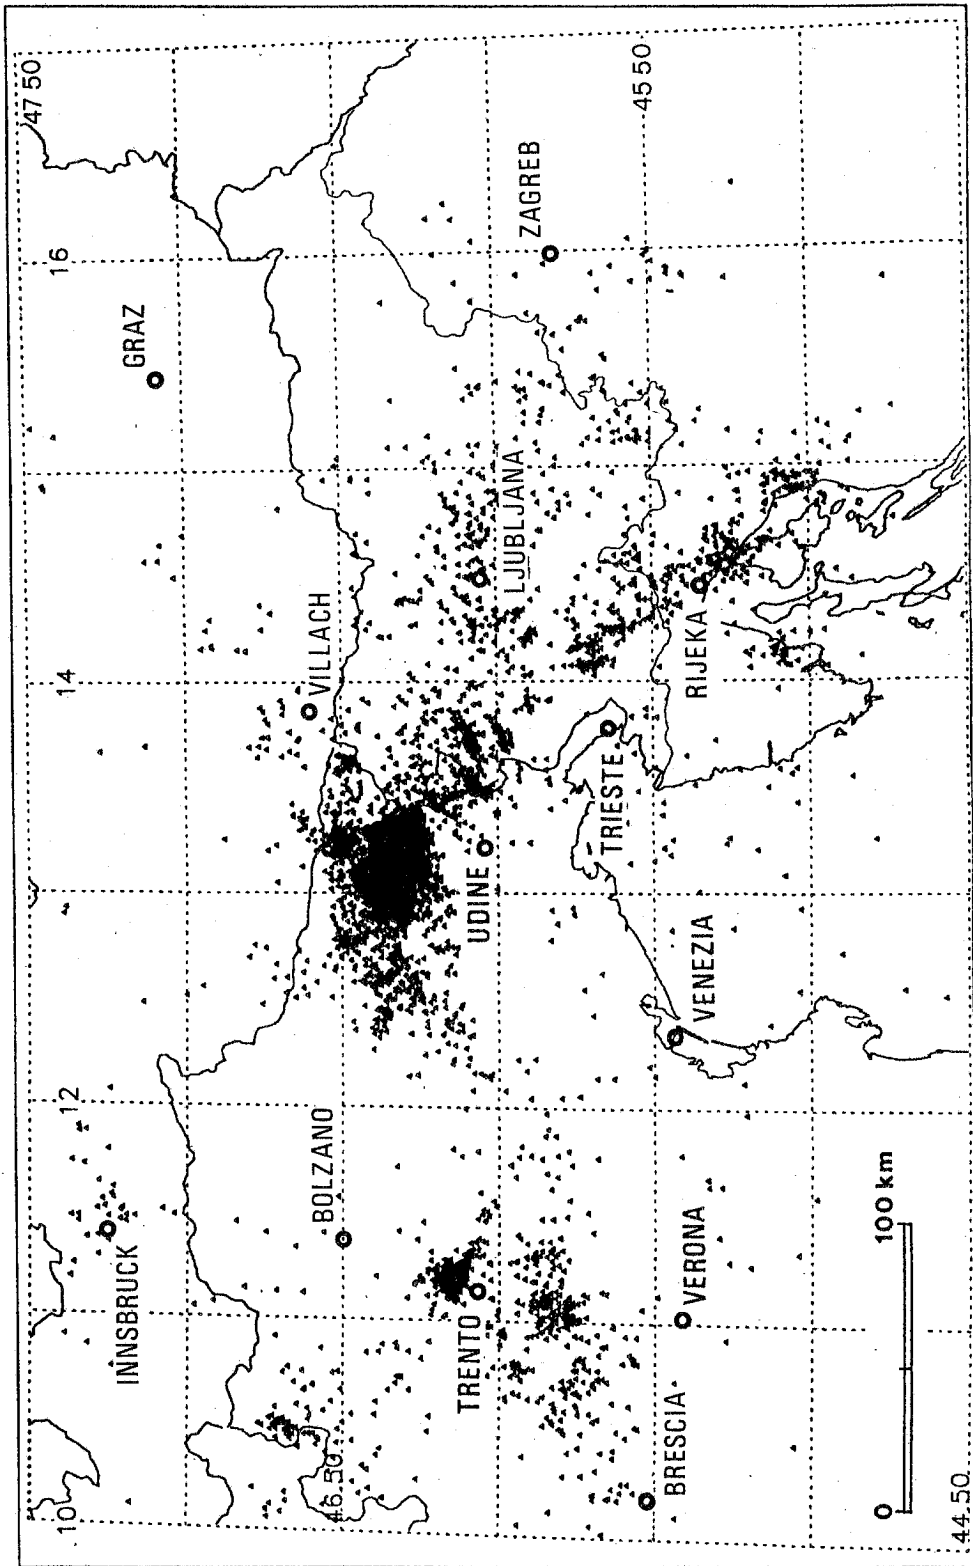 10
12
14
16
47 50
INNSBRUCK
GRAZ
VILLACH
BOLZANO
46 50
LJUBLJANA
ZAGREB
UDINE
TRENTO
TRIESTE
45 50
RIJEKA
VENEZIA
VERONA
BRESCIA
0
100 km
44.50